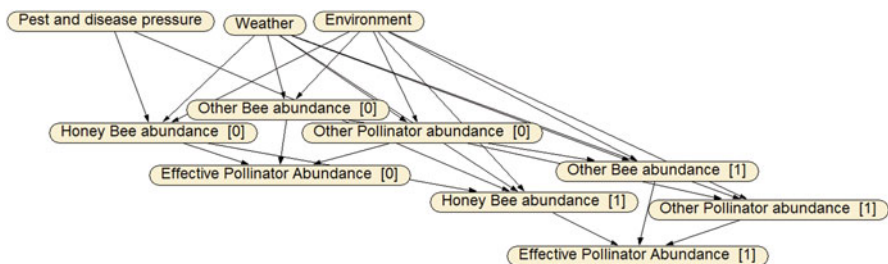 Pest and disease pressure
Weather
Environment
Other Bee abundance [0]
Honey Bee abundance [0]
Other Pollinator abundance [0]
Effective Pollinator Abundance [0]
Other Bee abundance [1]
Honey Bee abundance [1]
Other Pollinator abundance [1]
Effective Pollinator Abundance [1]